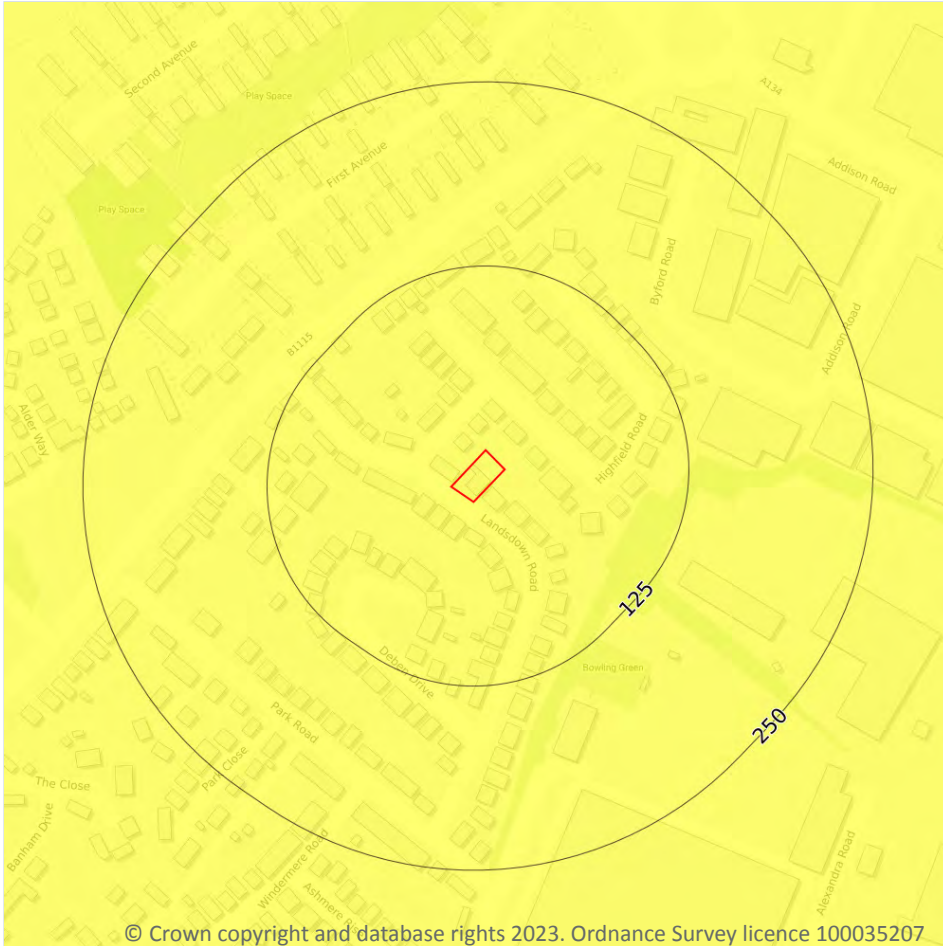 Second Avenue
Play Space
A134
First Avenue
Addison Road
Play Space
Byford Road
B1115
Addison Road
Alder Way
Highfield Road
Landsdown Road
125
Bowling Green
Deben Drive
Park Road
250
Park Close
The Close
Banham Drive
Windermere Road
Alexandra Road
© Crown copyright and database rights 2023. Ordnance Survey licence 100035207